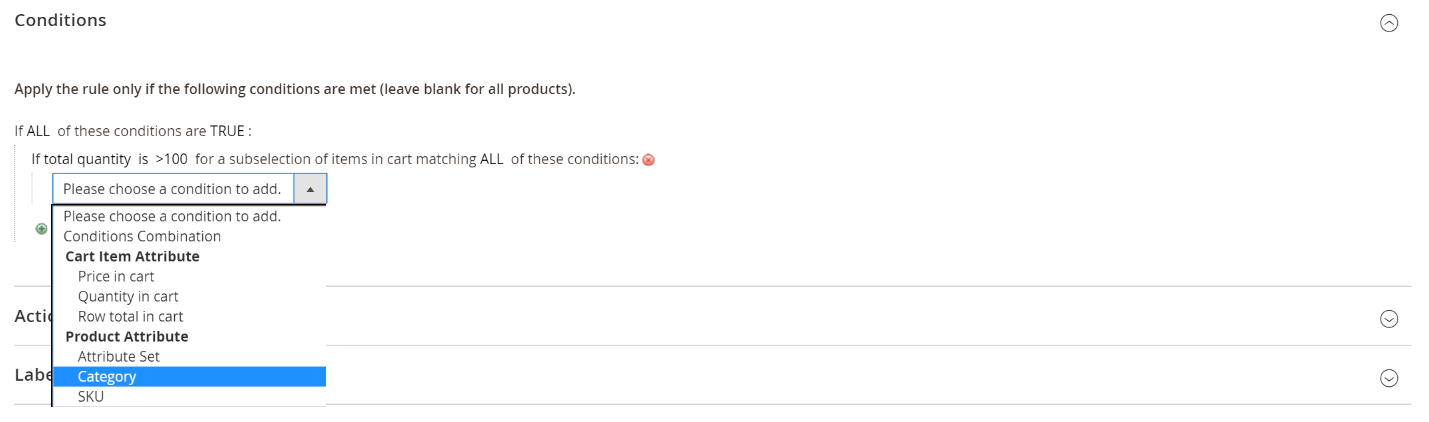 Conditions
Apply the rule only if the following conditions are met (leave blank for all products).
If ALL of these conditions are TRUE :
If total quantity is >100 for a subselection of items in cart matching ALL of these conditions:
Please choose a condition to add.
Please choose a condition to add.
Conditions Combination
Cart Item Attribute
Price in cart
Quantity in cart
Row total in cart
Actio
Product Attribute
Attribute Set
Labe
Category
SKU